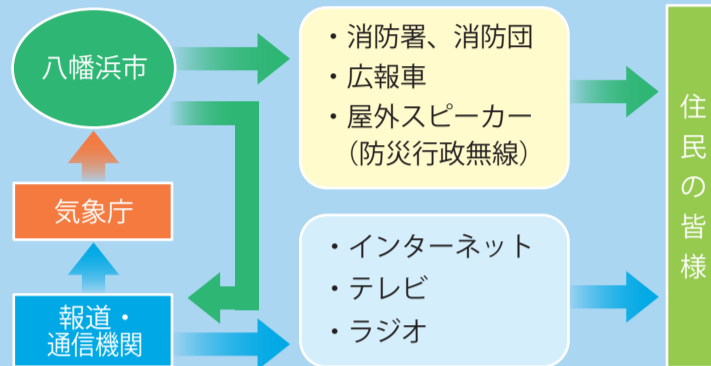 八幡浜市
気象庁
報道・
通信機関
・消防署、消防団
・広報車
・屋外スピーカー
（防災行政無線）
・インターネット
・テレビ
・ラジオ
住民の皆様